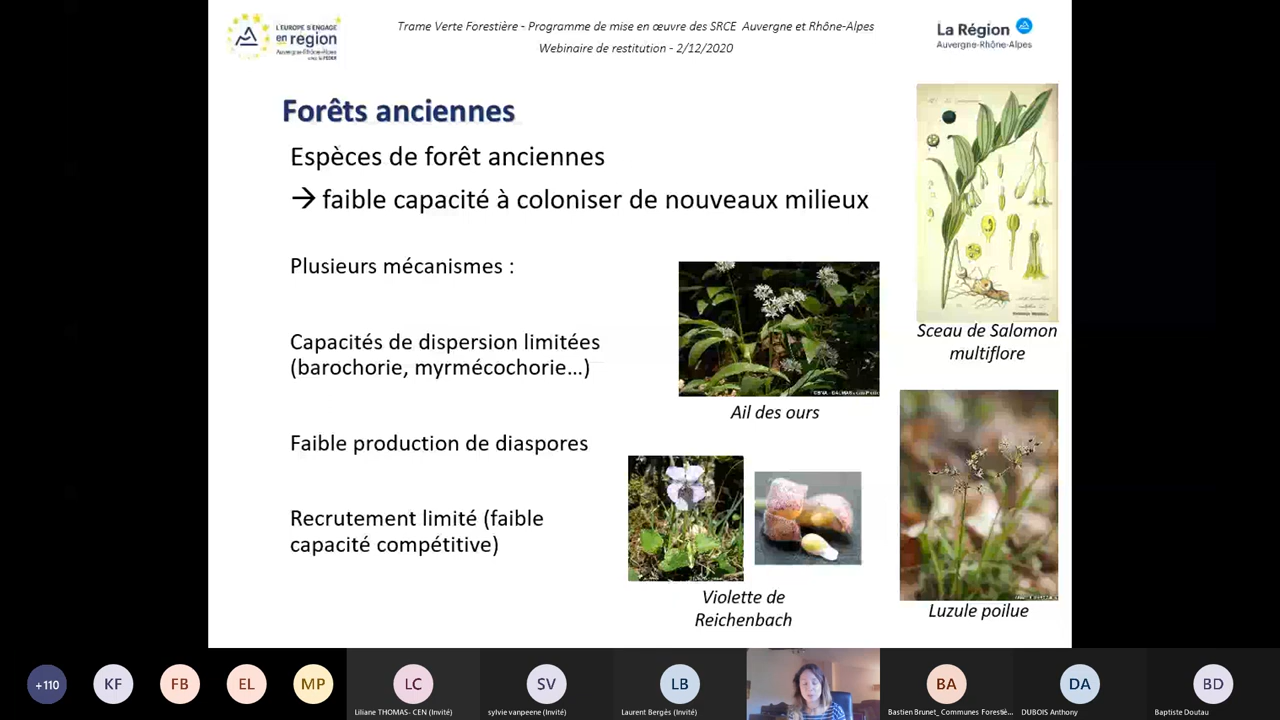 L'EUROPE S'ENGAGE
en region
Auvergne-Rhône-Alpes
Trame Verte Forestière - Programme de mise en œuvre des SRCE Auvergne et Rhône-Alpes
Webinaire de restitution - 2/12/2020
La Région
Auvergne-Rhône-Alpes
Forêts anciennes
Espèces de forêt anciennes
→ faible capacité à coloniser de nouveaux milieux
Plusieurs mécanismes :
Capacités de dispersion limitées
(barochorie, myrmécochorie...)
Faible production de diaspores
Recrutement limité (faible
capacité compétitive)
Sceau de Salomon
multiflore
Ail des ours
Violette de
Reichenbach
Luzule poilue
+110
KF
FB
EL
MP
LC
Liliane THOMAS- CEN (Invité)
SV
sylvie vanpeene (Invité)
LB
Laurent Bergès (Invité)
BA
Bastien Brunet_ Communes Forestiè...
DA
DUBOIS Anthony
BD
Baptiste Doutau